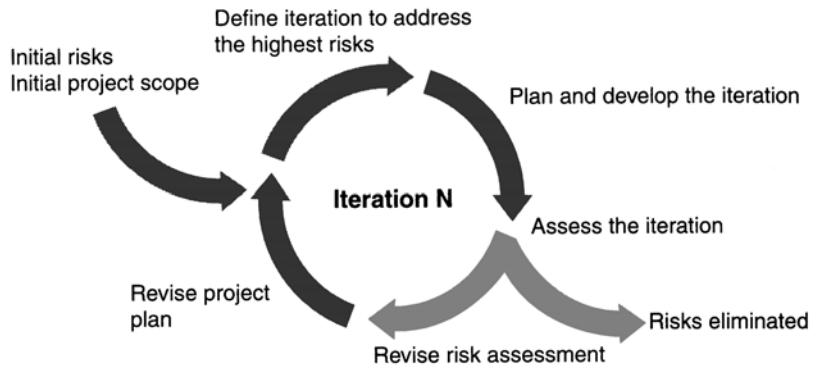 Define iteration to address
the highest risks
Initial risks
Initial project scope
Plan and develop the iteration
Iteration N
Assess the iteration
Revise project
plan
Risks eliminated
Revise risk assessment